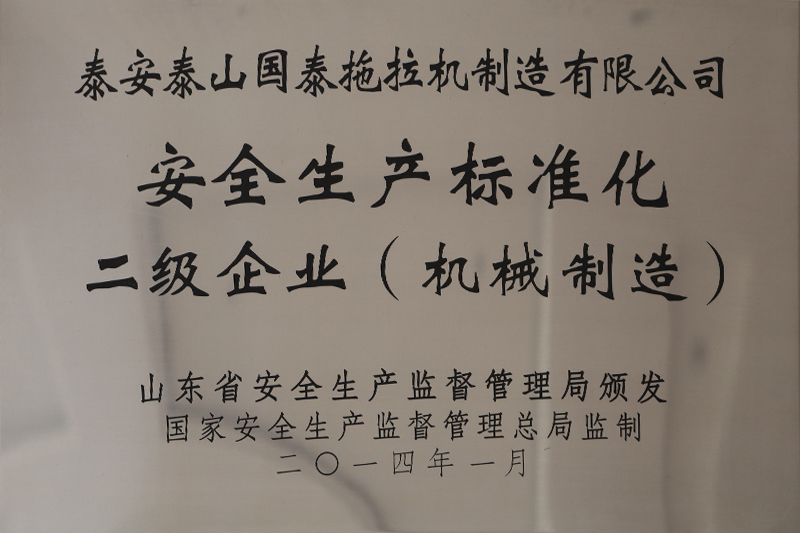 泰安泰山国泰拖拉机制造有限公司
安全生产标准化
二级企业（机械制造）
山东省安全生产监督管理局颁发
国家安全生产监督管理总局监制
二〇一四年一月